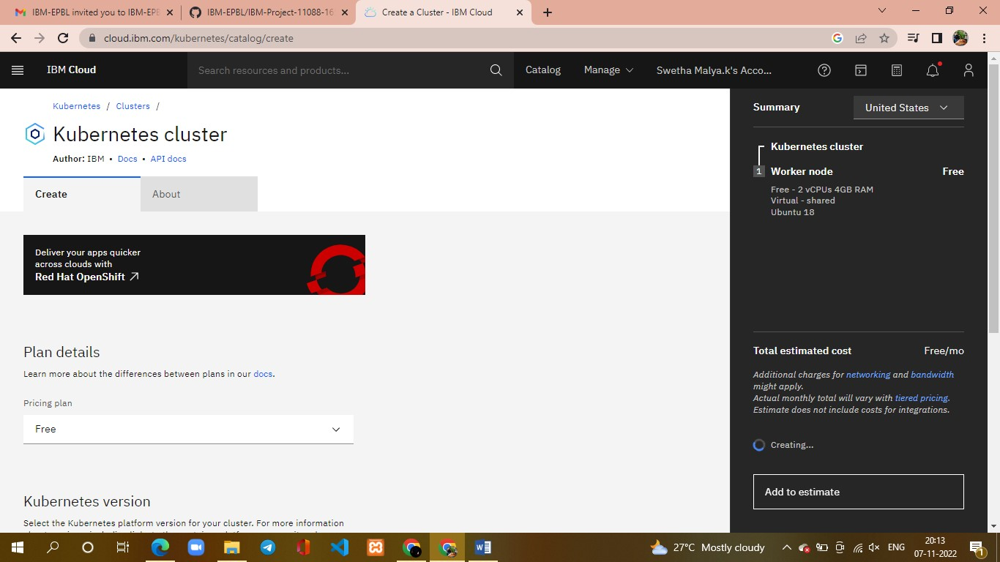 IBM-EPBL invited you to IBM-EPB
IBM-EPBL/IBM-Project-11088-16
Create a Cluster - IBM Cloud
cloud.ibm.com/kubernetes/catalog/create
IBM Cloud
Search resources and products...
Catalog
Manage
Swetha Malya.k's Acco...
Kubernetes / Clusters /
Kubernetes cluster
Author: IBM • Docs • API docs
Create
About
Deliver your apps quicker
across clouds with
Red Hat OpenShift
Plan details
Learn more about the differences between plans in our docs.
Pricing plan
Free
Kubernetes version
Select the Kubernetes platform version for your cluster. For more information
Summary
United States
Kubernetes cluster
1 Worker node Free
Free - 2 vCPUs 4GB RAM
Virtual - shared
Ubuntu 18
Total estimated cost Free/mo
Additional charges for networking and bandwidth
might apply.
Actual monthly total will vary with tiered pricing.
Estimate does not include costs for integrations.
Creating...
Add to estimate
27°C Mostly cloudy
ENG
20:13
07-11-2022
1